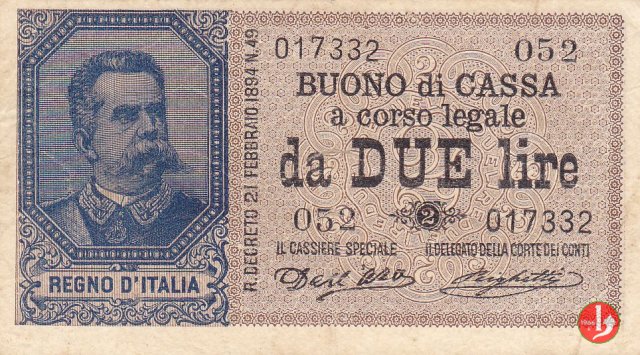 017332 052
BUONO di CASSA
a corso legale
da DUE lire
052 2 017332
IL CASSIERE SPECIALE IL DELEGATO DELLA CORTE DEI CONTI
Righetti
R. DECRETO 21 FEBBRAIO 1894 N. 49
REGNO D'ITALIA